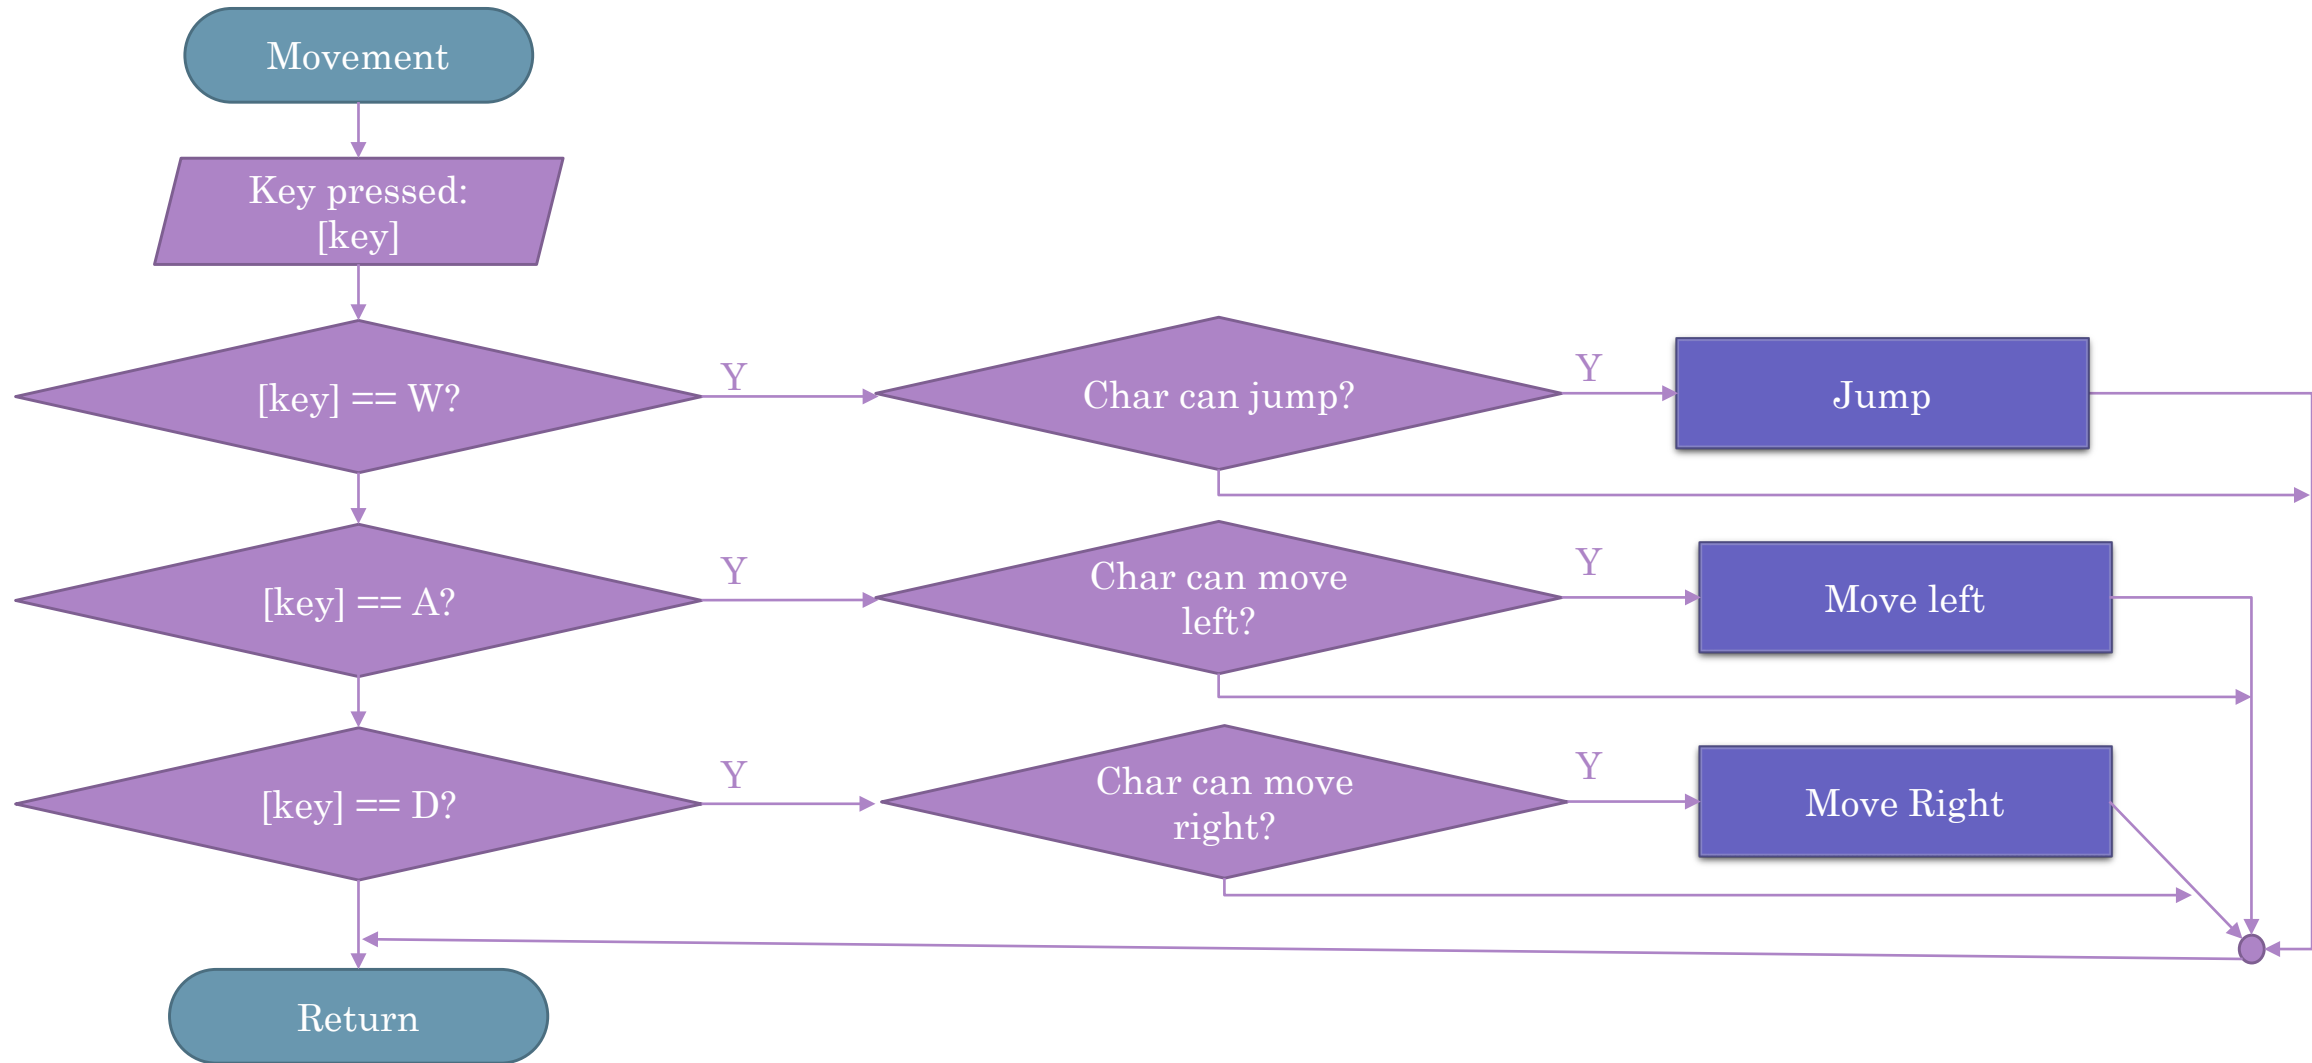 Movement
Key pressed:
[key]
[key] == W?
Y
Char can jump?
Y
Jump
[key] == A?
Y
Char can move
left?
Y
Move left
[key] == D?
Y
Char can move
right?
Y
Move Right
Return